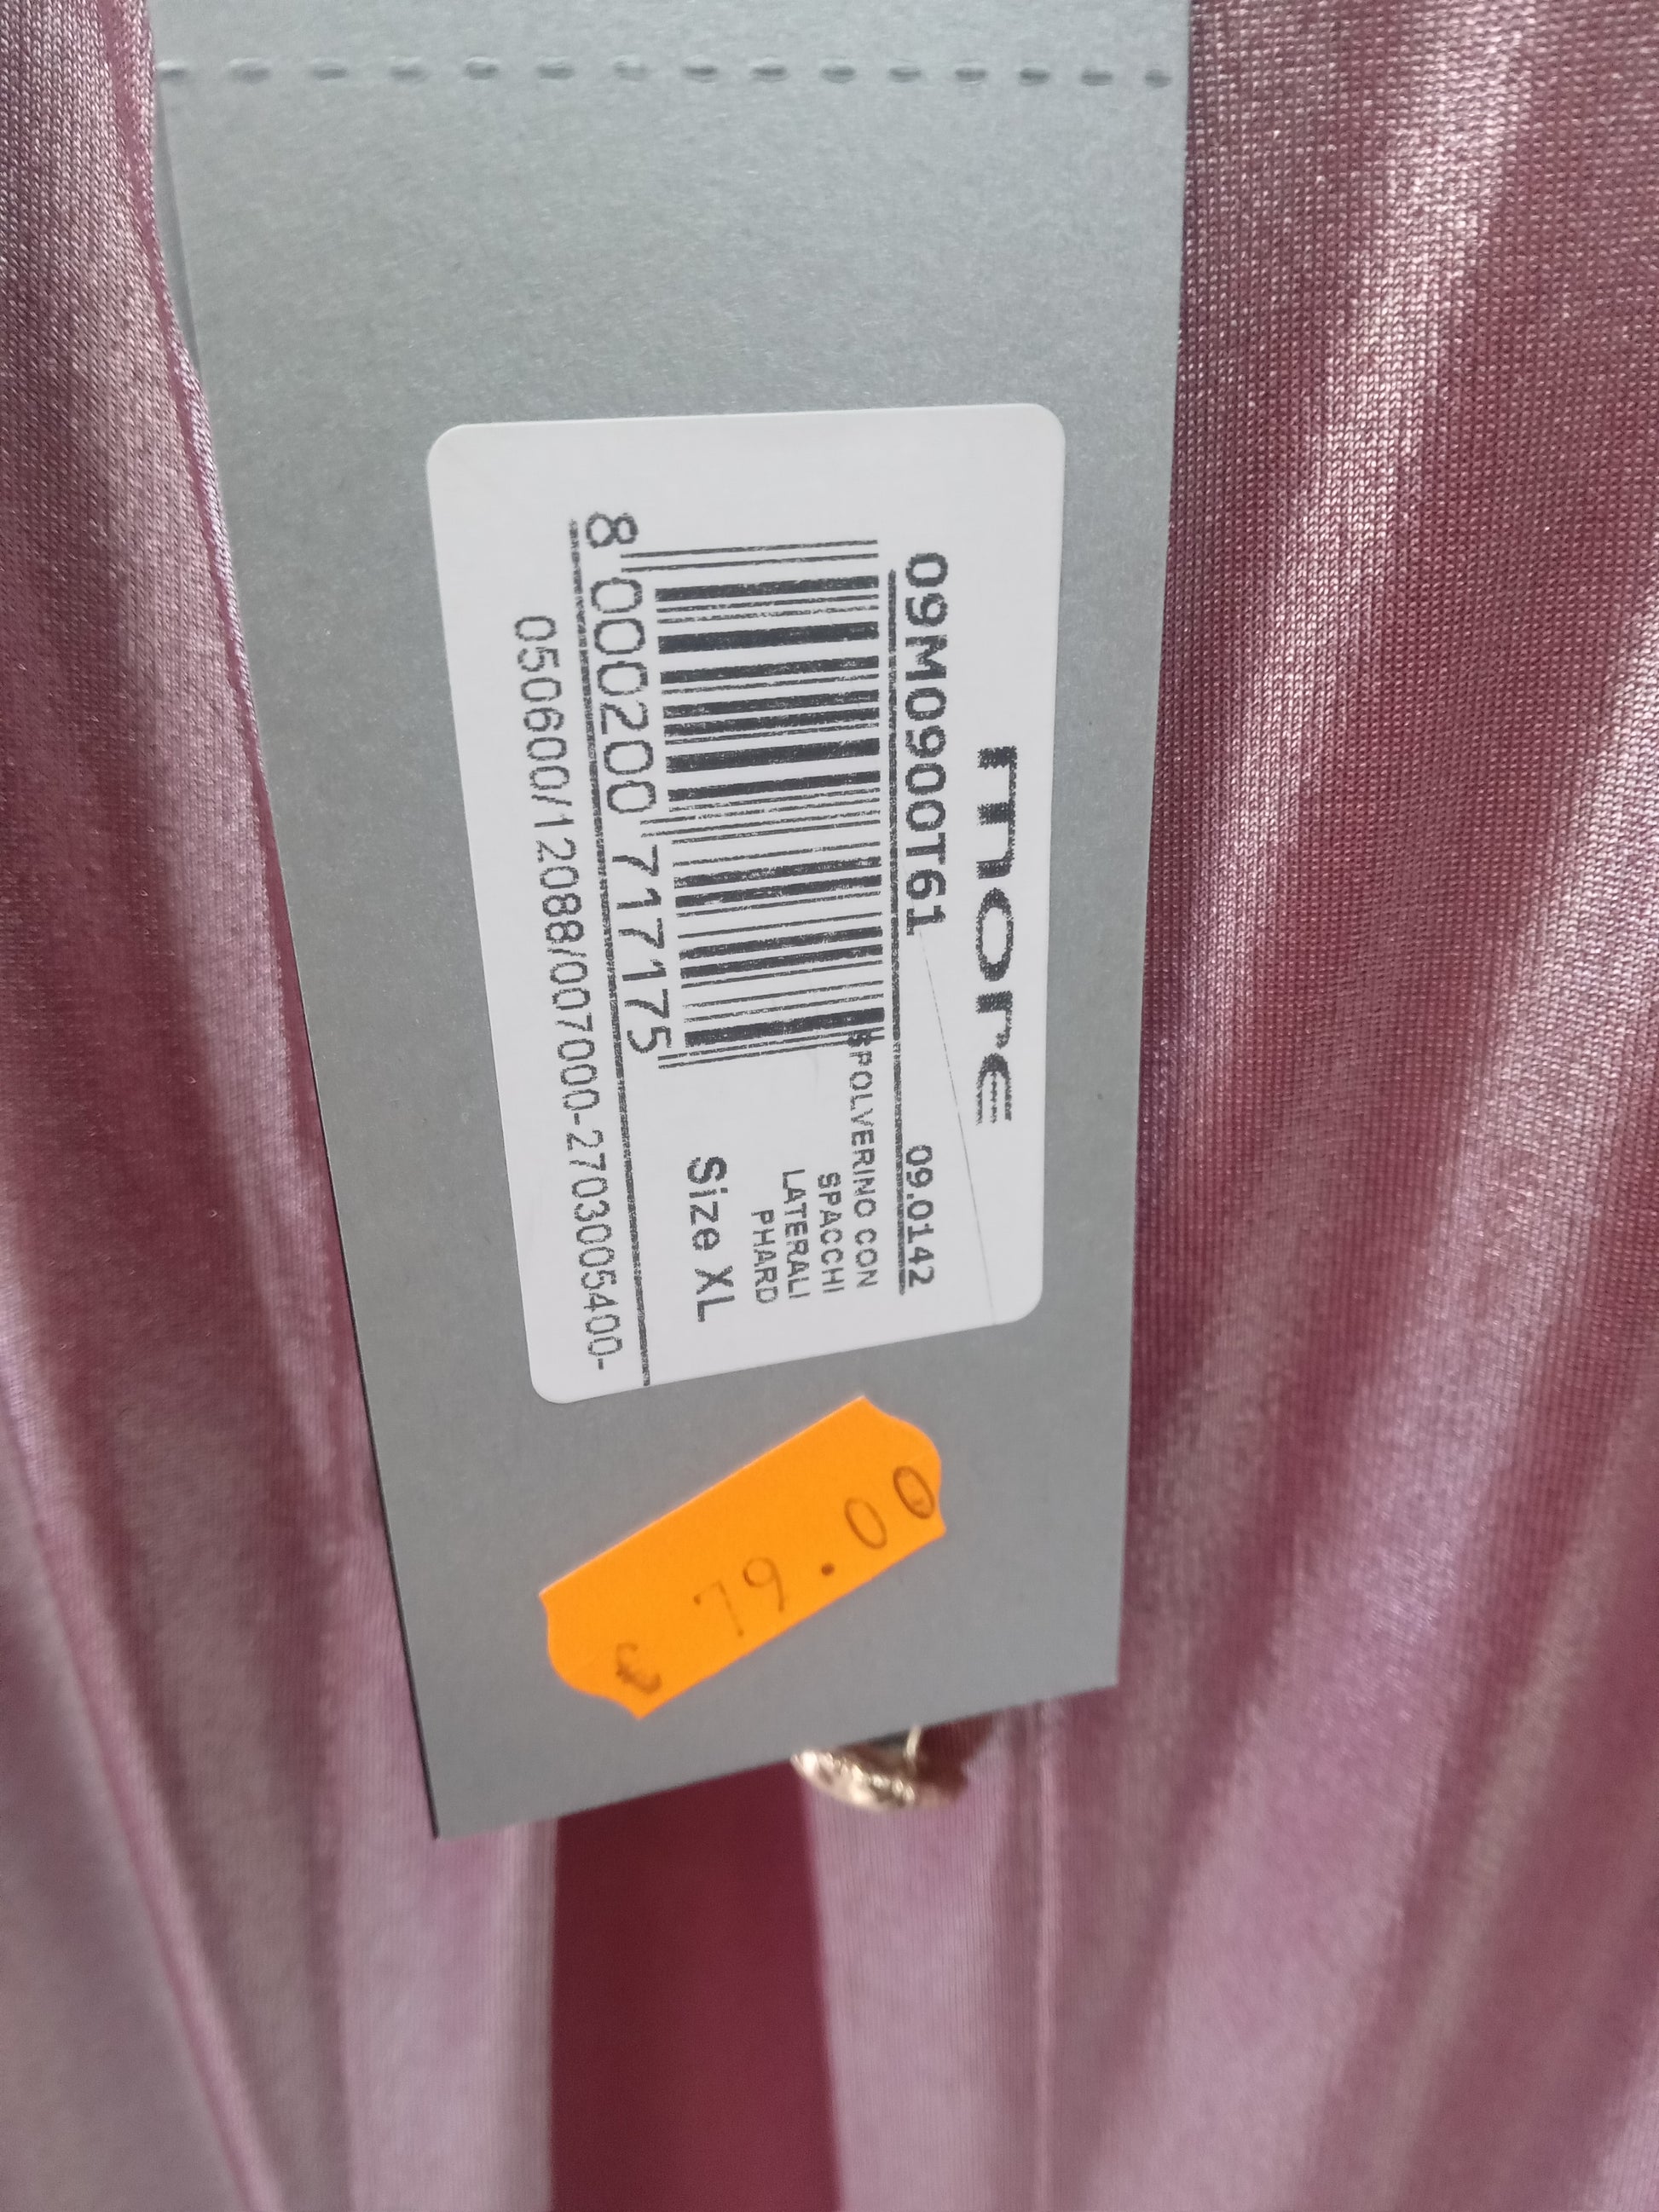 more
09M0900T61 09.0142
SPOLVERINO CON
SPACCHI
LATERALI
PHARD
Size XL
8 000200 717175
050600/12088/007000-2703005400-
€ 79.00